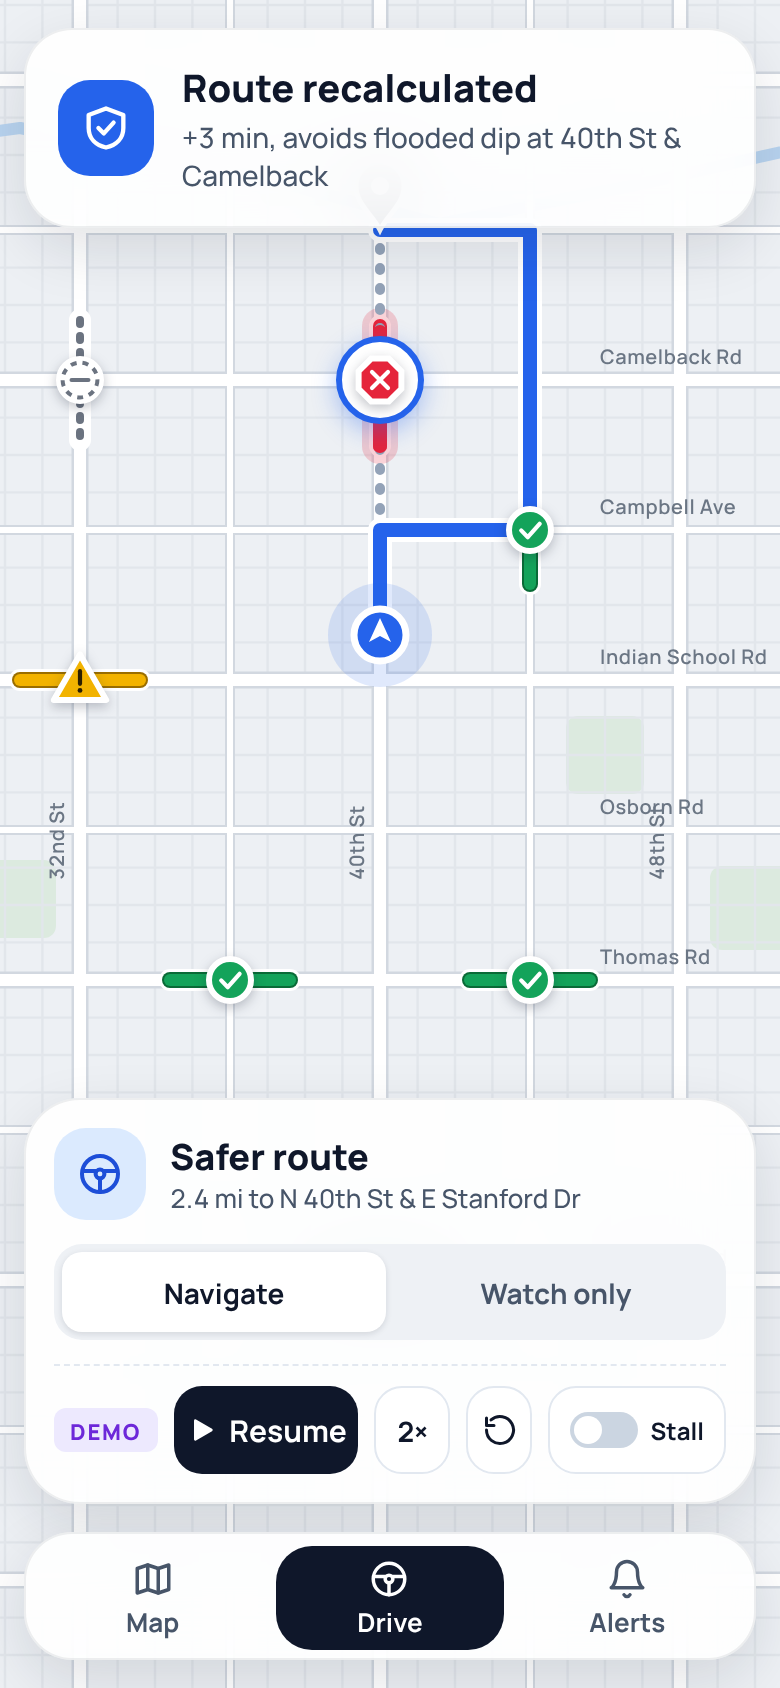 Route recalculated
+3 min, avoids flooded dip at 40th St &
Camelback
Camelback Rd
Campbell Ave
Indian School Rd
Osborn Rd
32nd St
40th St
48th St
Thomas Rd
Safer route
2.4 mi to N 40th St & E Stanford Dr
Navigate
Watch only
DEMO
Resume
2×
Stall
Map
Drive
Alerts